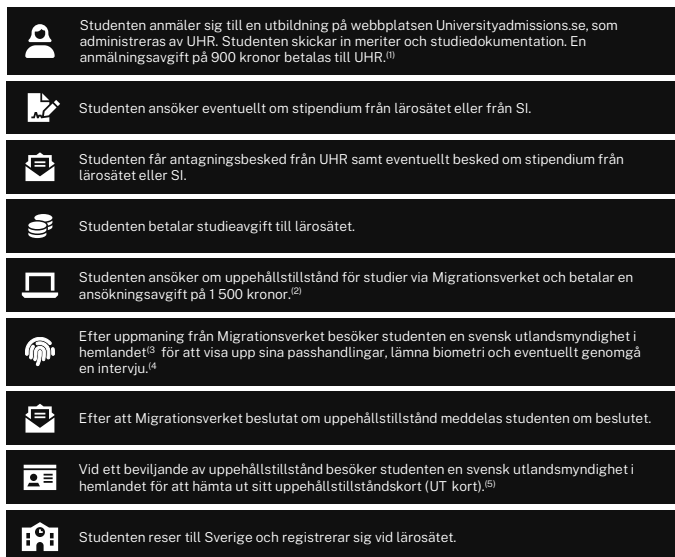 Studenten anmäler sig till en utbildning på webbplatsen Universityadmissions.se, som
administreras av UHR. Studenten skickar in meriter och studiedokumentation. En
anmälningsavgift på 900 kronor betalas till UHR.(1)
Studenten ansöker eventuellt om stipendium från lärosätet eller från SI.
Studenten får antagningsbesked från UHR samt eventuellt besked om stipendium från
lärosätet eller SI.
Studenten betalar studieavgift till lärosätet.
Studenten ansöker om uppehållstillstånd för studier via Migrationsverket och betalar en
ansökningsavgift på 1 500 kronor.(2)
Efter uppmaning från Migrationsverket besöker studenten en svensk utlandsmyndighet i
hemlandet(3 för att visa upp sina passhandlingar, lämna biometri och eventuellt genomgå
en intervju.(4
Efter att Migrationsverket beslutat om uppehållstillstånd meddelas studenten om beslutet.
Vid ett beviljande av uppehållstillstånd besöker studenten en svensk utlandsmyndighet i
hemlandet för att hämta ut sitt uppehållstillståndskort (UT kort).(5)
Studenten reser till Sverige och registrerar sig vid lärosätet.